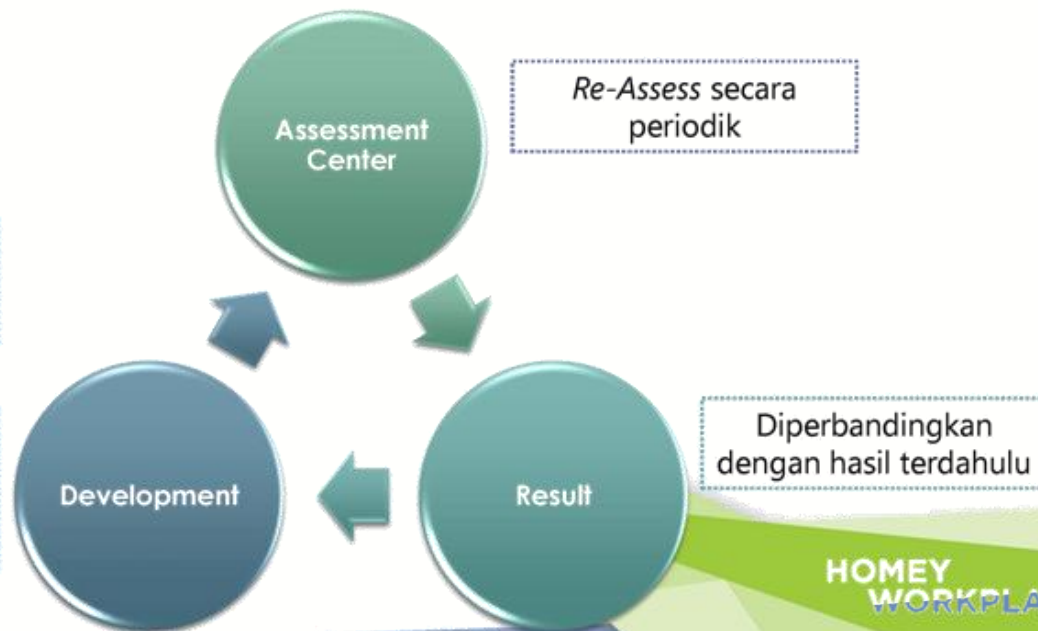 Assessment
Center
Re-Assess secara
periodik
Development
Result
Diperbandingkan
dengan hasil terdahulu
HOMEY